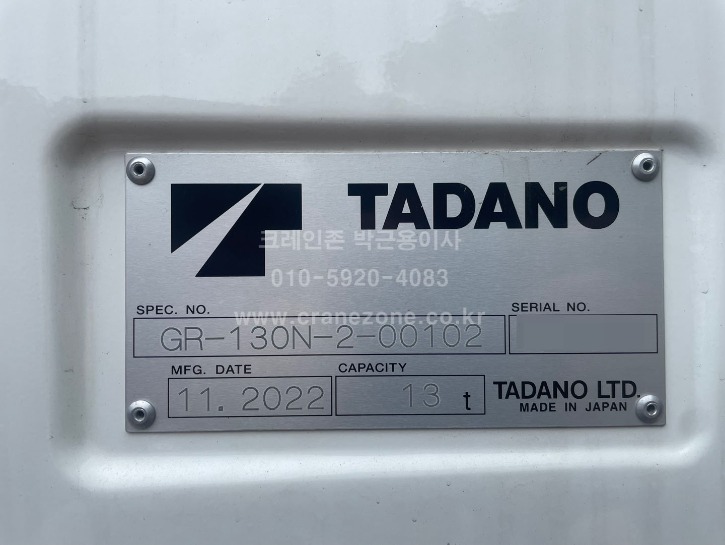 TADANO
크레인존 박근용이사
010-5920-4083
www.cranezone.co.kr
SPEC. NO.
SERIAL NO.
GR-130N-2-00102
MFG. DATE
CAPACITY
11. 2022
13 t
TADANO LTD.
MADE IN JAPAN